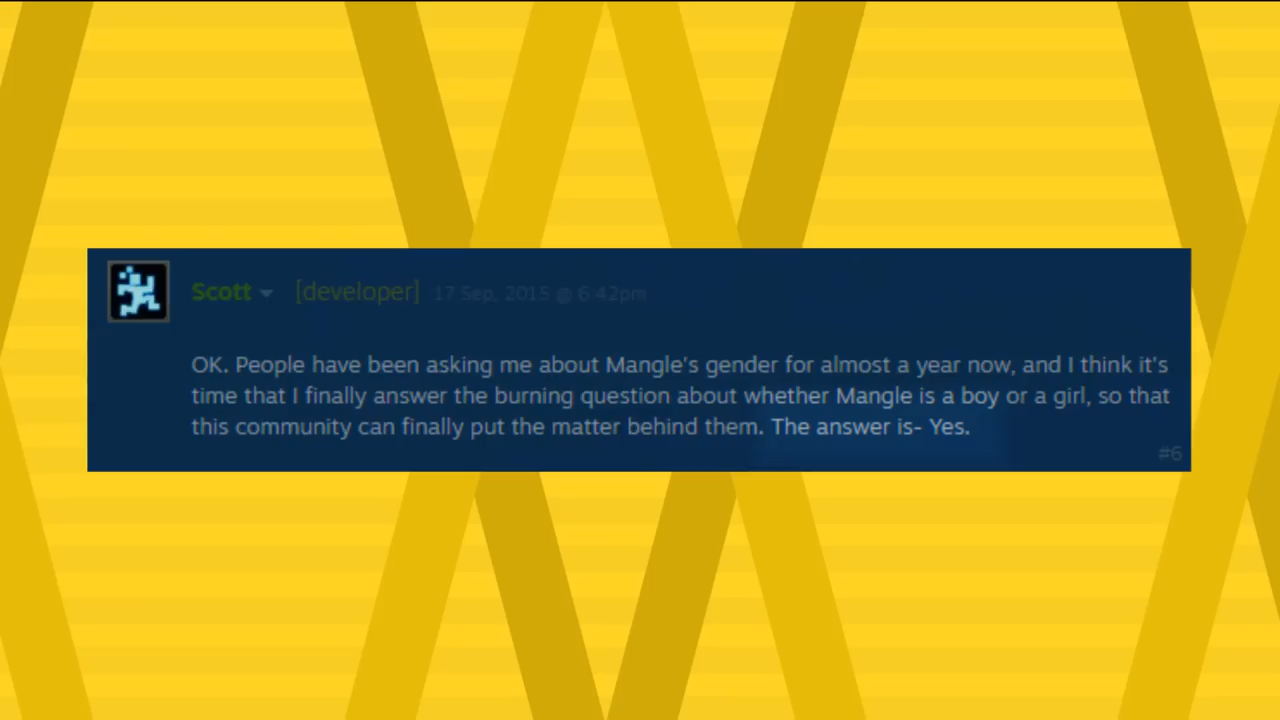 Scott [developer] 17 Sep, 2015 @ 6:42pm
OK. People have been asking me about Mangle's gender for almost a year now, and I think it's
time that I finally answer the burning question about whether Mangle is a boy or a girl, so that
this community can finally put the matter behind them. The answer is- Yes.
#6